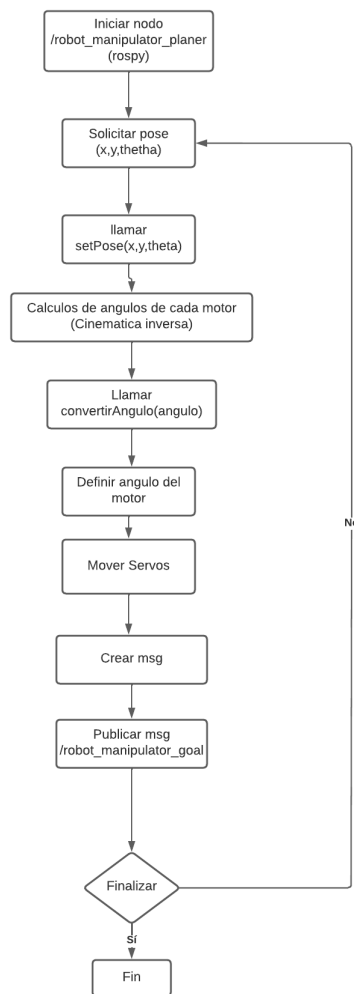 Iniciar nodo
/robot_manipulator_planer
(rospy)
Solicitar pose
(x,y,thetha)
llamar
setPose(x,y,theta)
Calculos de angulos de cada motor
(Cinematica inversa)
Llamar
convertirAngulo(angulo)
Definir angulo del
motor
Mover Servos
Crear msg
Publicar msg
/robot_manipulator_goal
Finalizar
No
Sí
Fin